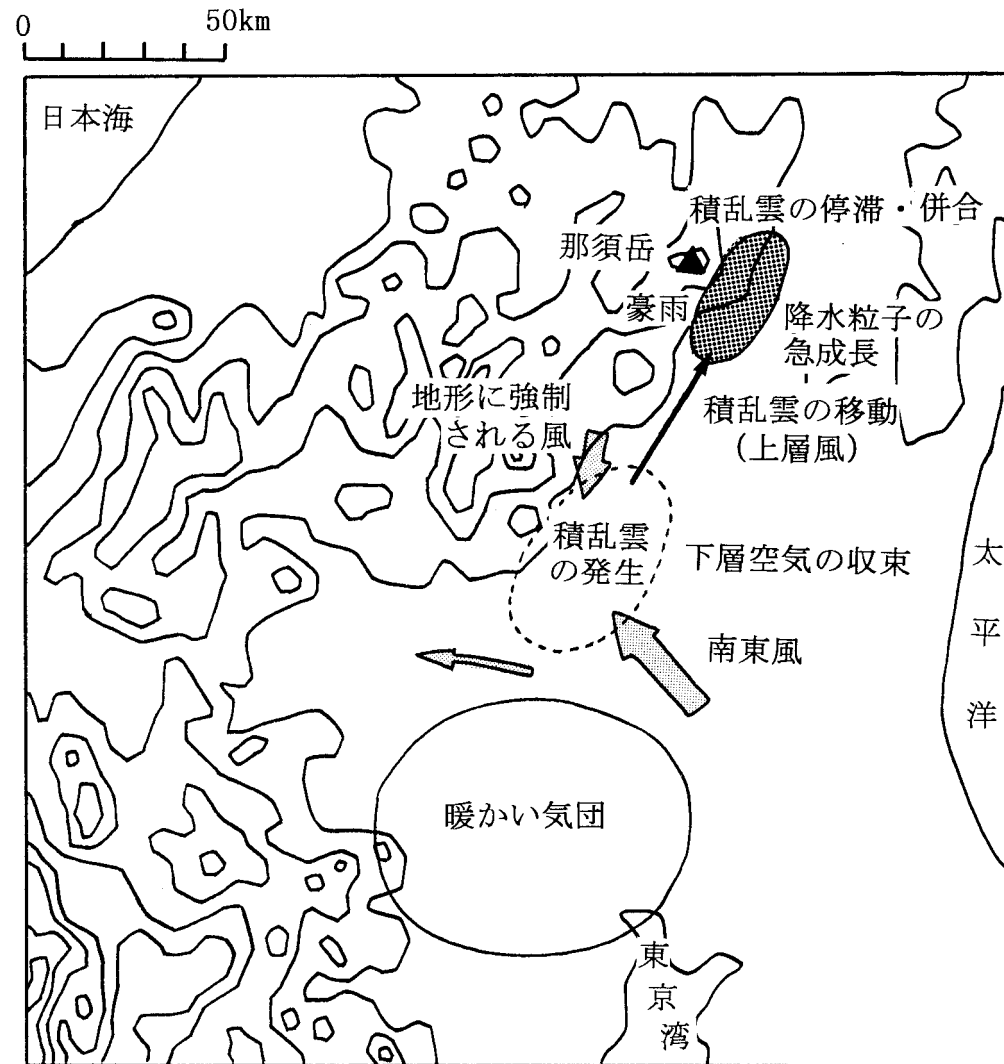 0 50km
日本海
積乱雲の停滞・併合
那須岳
豪雨
降水粒子の
急成長
地形に強制
される風
積乱雲の移動
(上層風)
積乱雲
の発生
下層空気の収束
南東風
太平洋
暖かい気団
東京湾